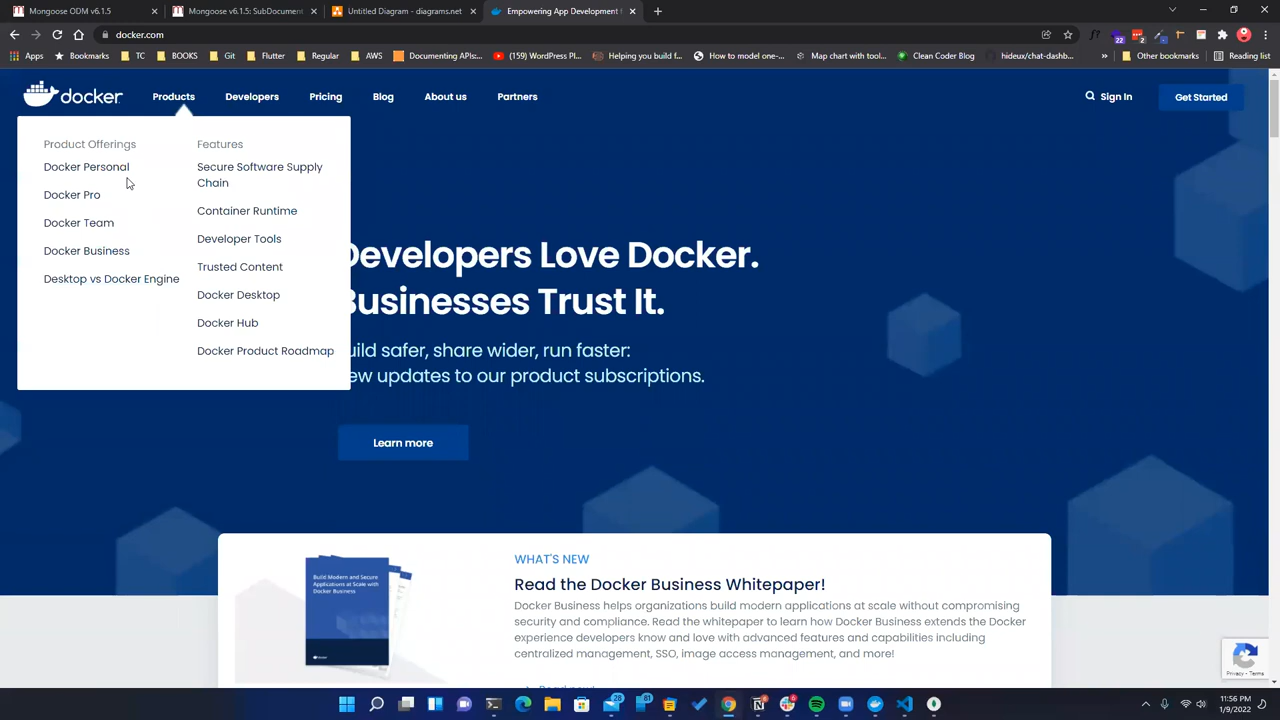 Mongoose ODM v6.1.5
Mongoose v6.1.5: SubDocument
Untitled Diagram - diagrams.net
Empowering App Development
docker.com
Apps
Bookmarks
TC
BOOKS
Git
Flutter
Regular
AWS
Documenting APIs:...
(159) WordPress:...
Helping you build f...
How to model one-...
Map chart with tool...
Clean Coder Blog
hideux/chat-dashb...
Other bookmarks
Reading list
docker
Products
Developers
Pricing
Blog
About us
Partners
Sign In
Get Started
Product Offerings
Docker Personal
Docker Pro
Docker Team
Docker Business
Desktop vs Docker Engine
Features
Secure Software Supply
Chain
Container Runtime
Developer Tools
Trusted Content
Docker Desktop
Docker Hub
Docker Product Roadmap
Developers Love Docker.
Businesses Trust It.
uild safer, share wider, run faster:
ew updates to our product subscriptions.
Learn more
Build Modern and Secure
Applications at Scale with
Docker Business
WHAT'S NEW
Read the Docker Business Whitepaper!
Docker Business helps organizations build modern applications at scale without compromising
security and compliance. Read the whitepaper to learn how Docker Business extends the Docker
experience developers know and love with advanced features and capabilities including
centralized management, SSO, image access management, and more!
Read now!
Privacy - Terms
28
61
11:56 PM
1/9/2022